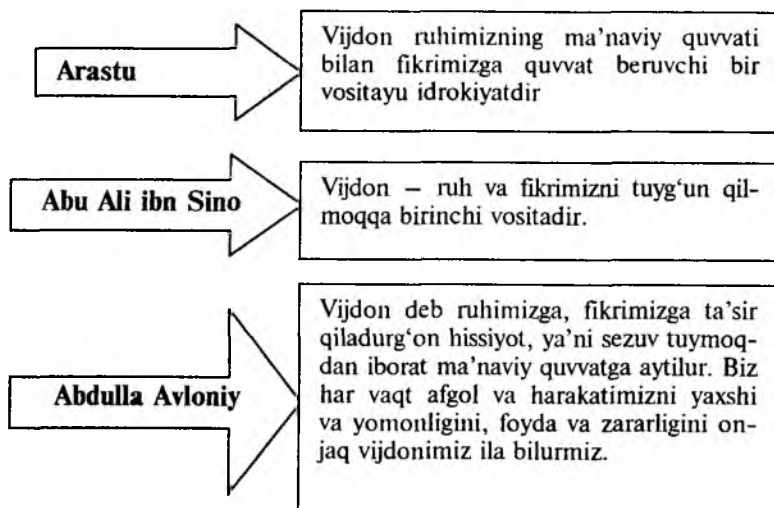 Arastu
Vijdon ruhimizning ma’naviy quvvati
bilan fikrimizga quvvat beruvchi bir
vositayu idrokiyatdir
Abu Ali ibn Sino
Vijdon – ruh va fikrimizni tuyg‘un qil-
moqqa birinchi vositadir.
Abdulla Avloniy
Vijdon deb ruhimizga, fikrimizga ta’sir
qiladurg‘on hissiyot, ya’ni sezuv tuymoq-
dan iborat ma’naviy quvvatga aytilur. Biz
har vaqt afgol va harakatimizni yaxshi
va yomonligini, foyda va zararligini on-
jaq vijdonimiz ila bilurmiz.